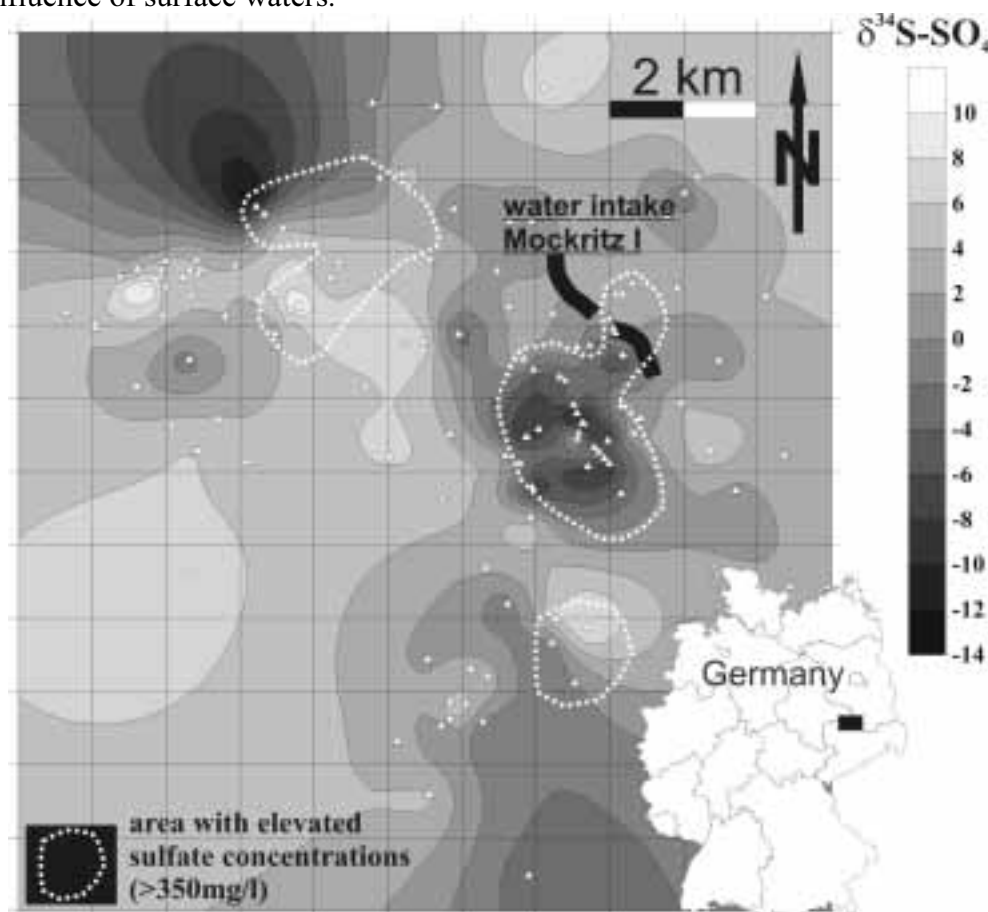 nfluence of surface waters.
δ³⁴S-SO₄
2 km
N
water intake
Mockritz I
10
8
6
4
2
0
-2
-4
-6
-8
-10
-12
-14
Germany
area with elevated
sulfate concentrations
(>350mg/l)